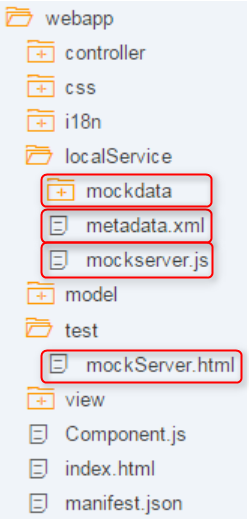 webapp
controller
css
i18n
localService
mockdata
metadata.xml
mockserver.js
model
test
mockServer.html
view
Component.js
index.html
manifest.json